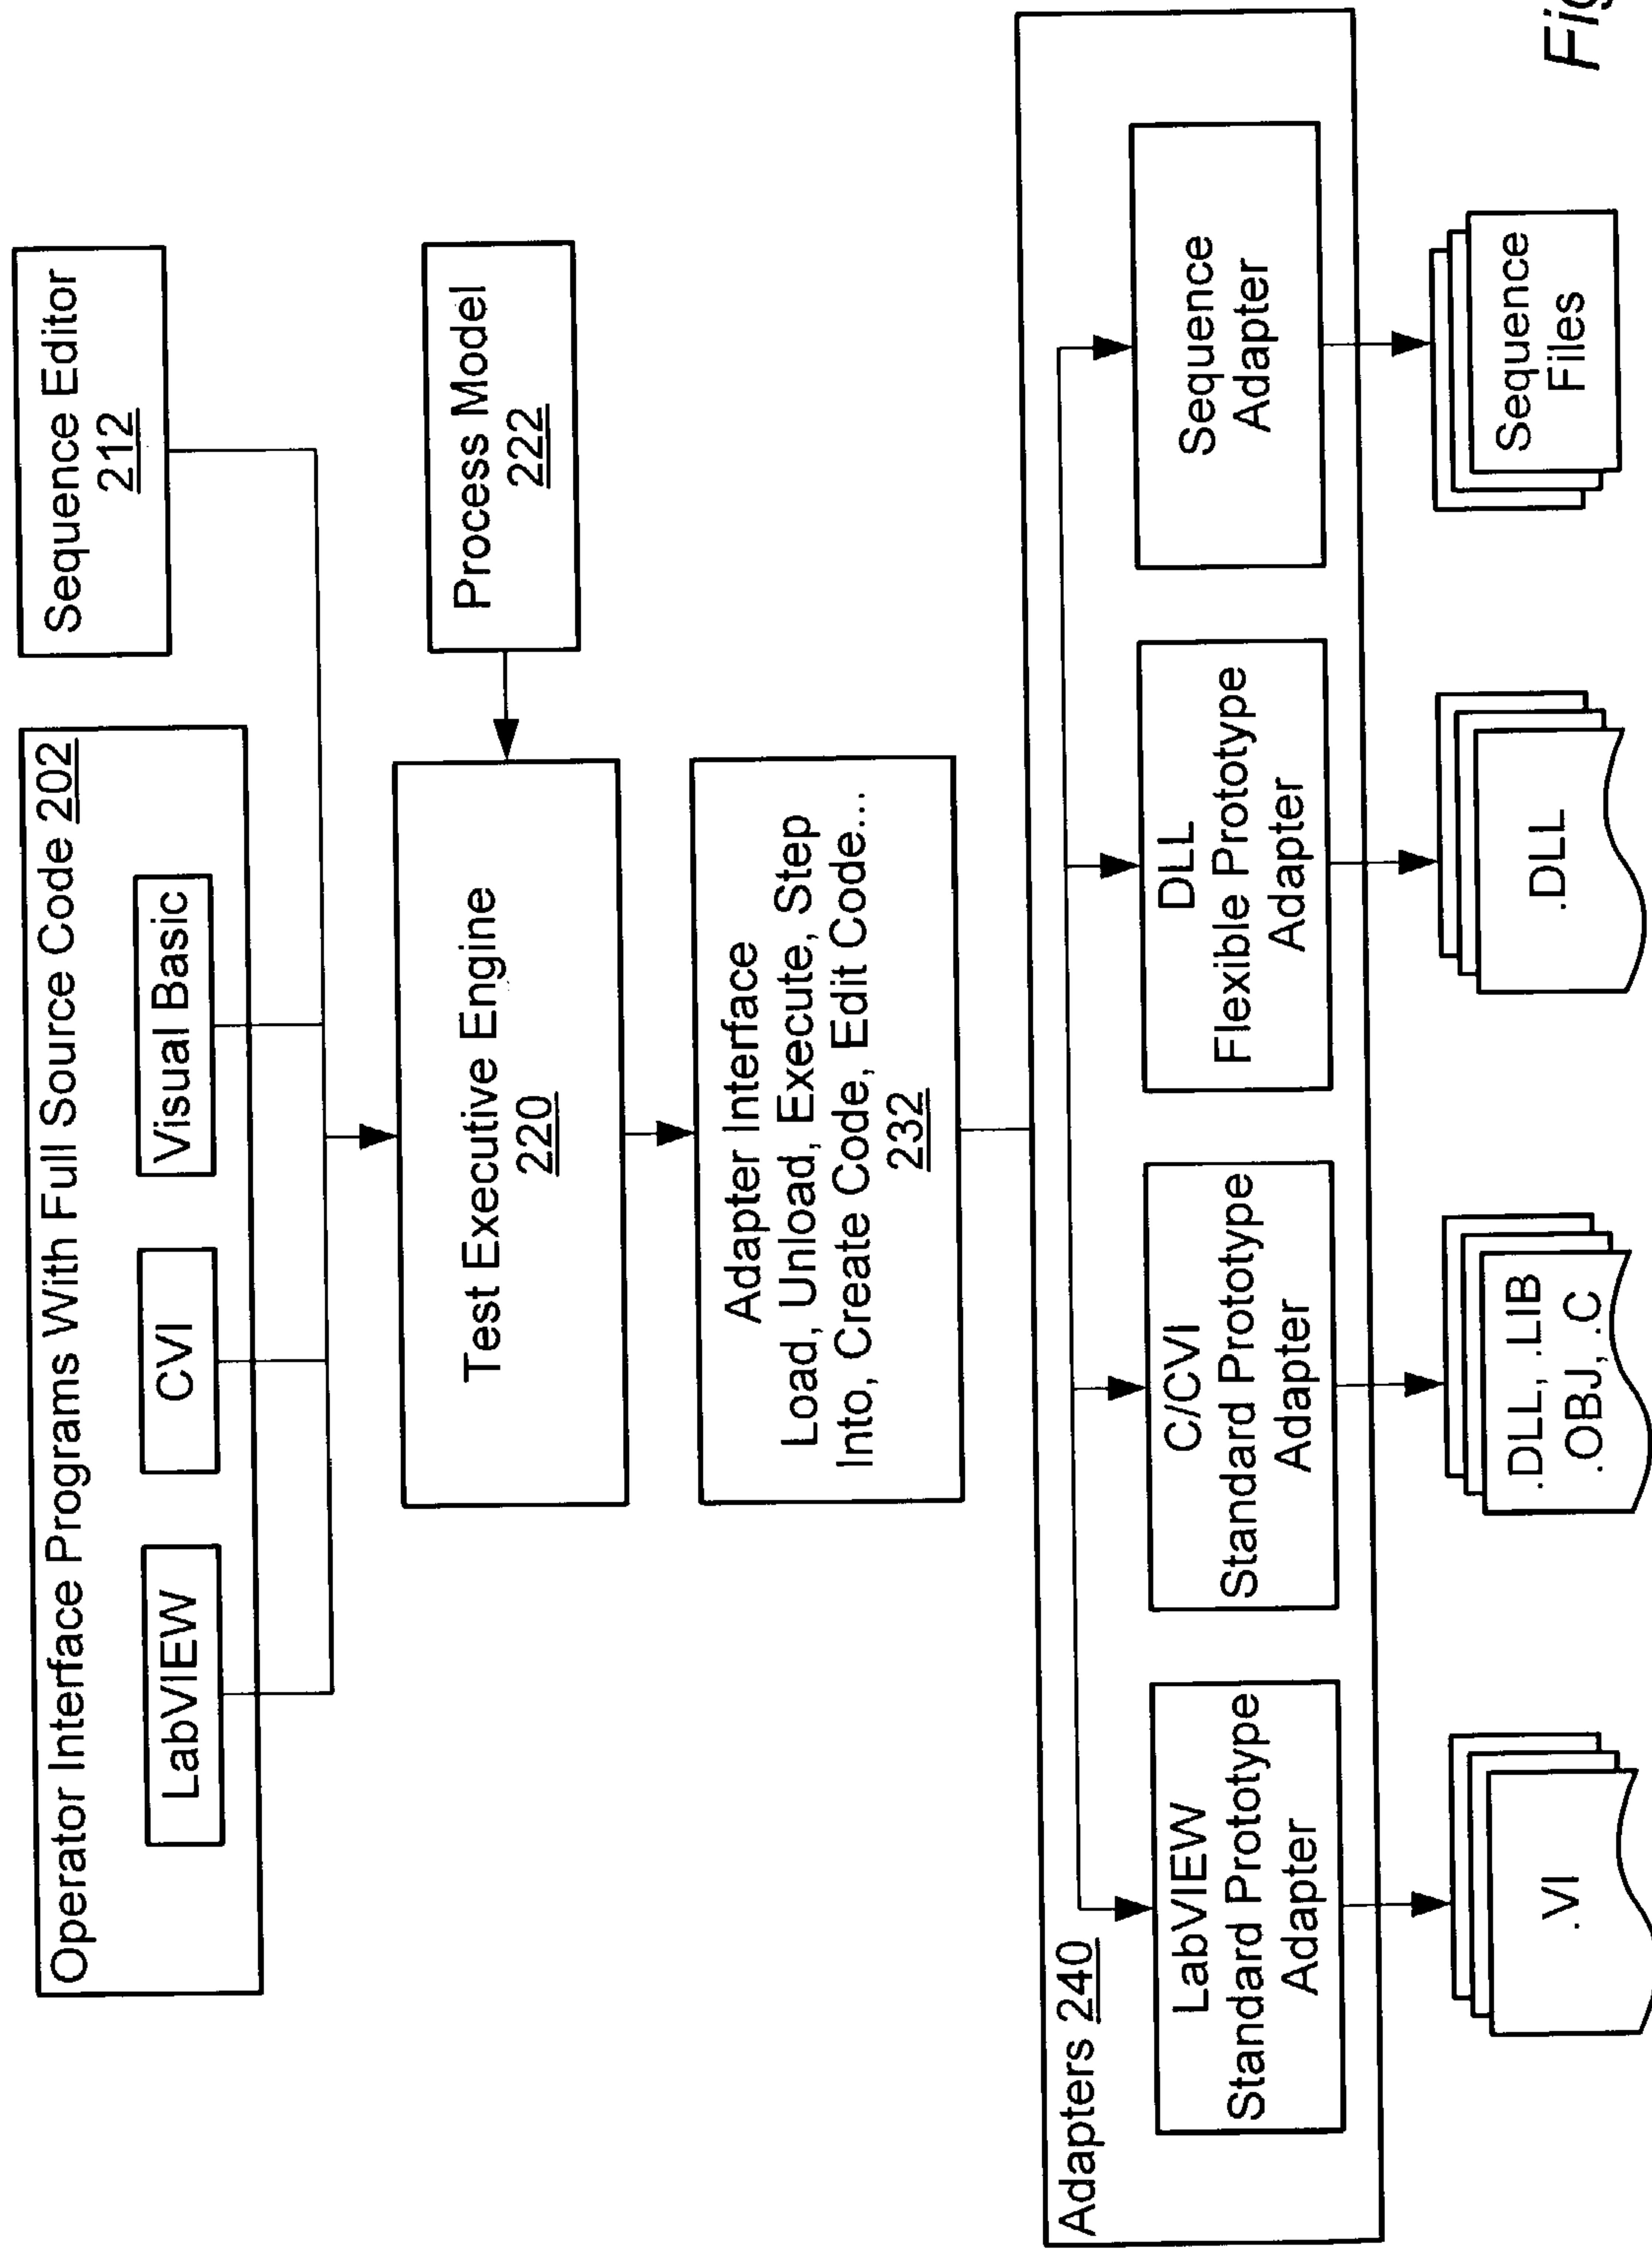 Operator Interface Programs With Full Source Code 202
LabVIEW
CVI
Visual Basic
Sequence Editor
212
Test Executive Engine
220
Process Model
222
Adapter Interface
Load, Unload, Execute, Step
Into, Create Code, Edit Code...
232
Adapters 240
LabVIEW
Standard Prototype
Adapter
C/CVI
Standard Prototype
Adapter
DLL
Flexible Prototype
Adapter
Sequence
Adapter
.VI
.DLL, .LIB
.OBJ, .C
.DLL
Sequence
Files